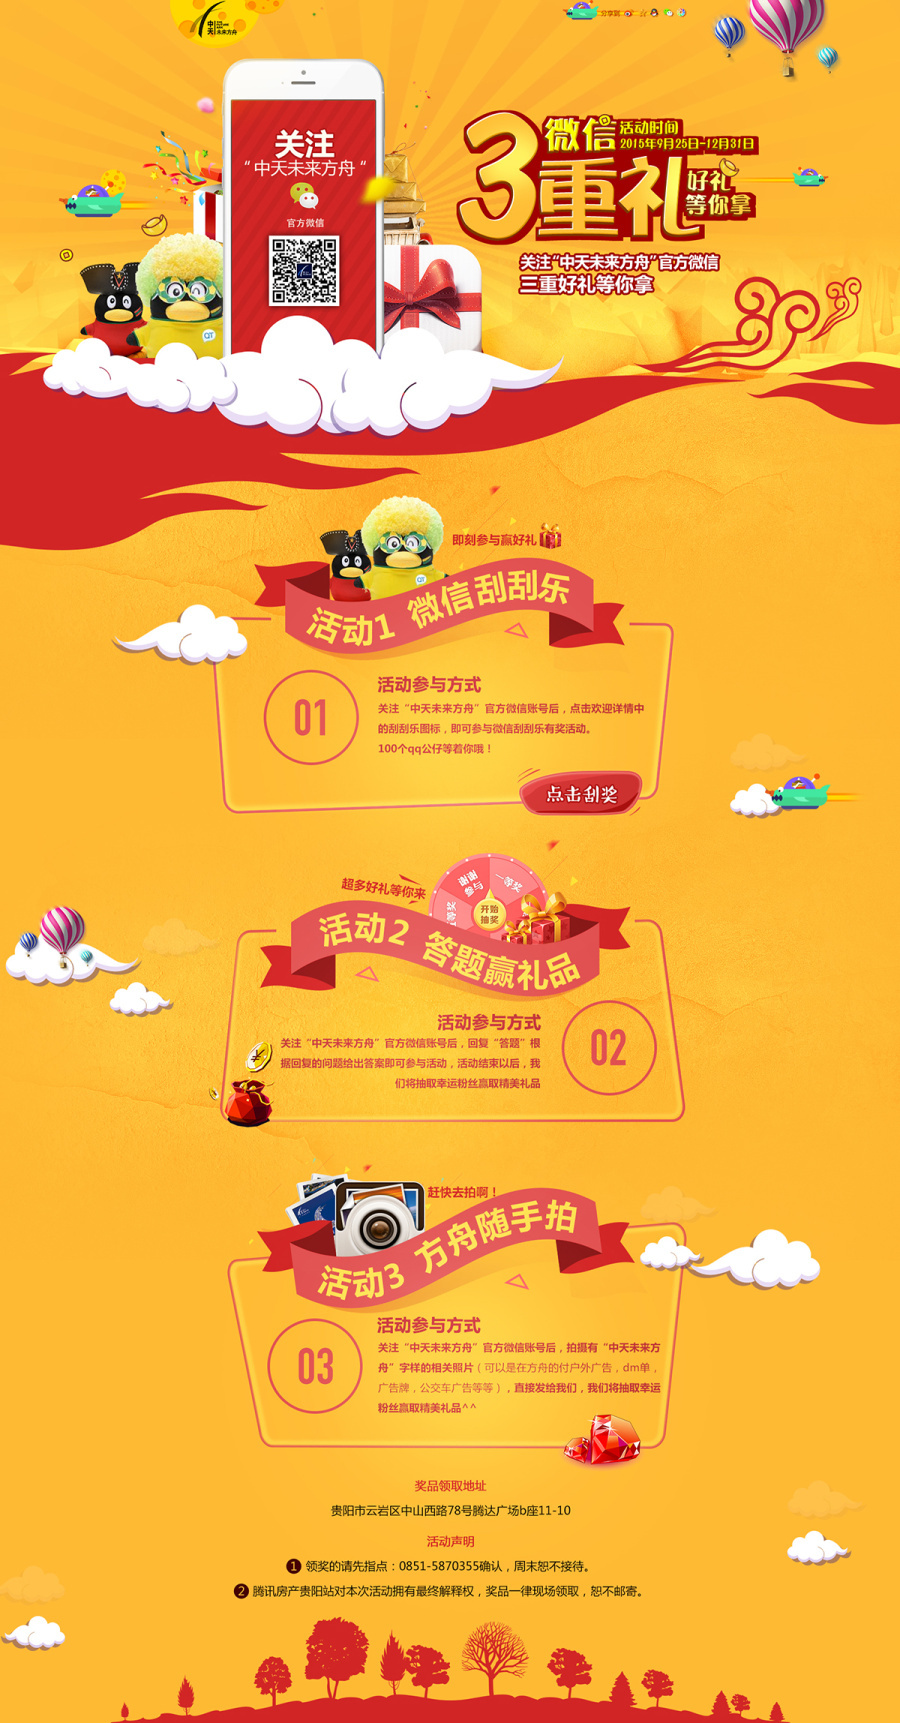 中天
未来方舟
分享到
关注
“中天未来方舟“
官方微信
QT
3重礼
微信
活动时间
2015年9月25日-12月31日
好礼
等你拿
关注“中天未来方舟”官方微信
三重好礼等你拿
即刻参与赢好礼
QT
活动1 微信刮刮乐
01
活动参与方式
关注“中天未来方舟”官方微信账号后，点击欢迎详情中
的刮刮乐图标，即可参与微信刮刮乐有奖活动。
100个qq公仔等着你哦！
点击刮奖
超多好礼等你来
谢谢
参与
一等奖
开始
抽奖
活动2 答题赢礼品
活动参与方式
关注“中天未来方舟”官方微信账号后，回复“答题”根
据回复的问题给出答案即可参与活动，活动结束以后，我
们将抽取幸运粉丝赢取精美礼品
02
¥
赶快去拍啊！
活动3 方舟随手拍
03
活动参与方式
关注“中天未来方舟”官方微信账号后，拍摄有“中天未来方
舟”字样的相关照片（可以是在方舟的付户外广告，dm单，
广告牌，公交车广告等等），直接发给我们，我们将抽取幸运
粉丝赢取精美礼品^^
奖品领取地址
贵阳市云岩区中山西路78号腾达广场b座11-10
活动声明
1 领奖的请先指点：0851-5870355确认，周末恕不接待。
2 腾讯房产贵阳站对本次活动拥有最终解释权，奖品一律现场领取，恕不邮寄。